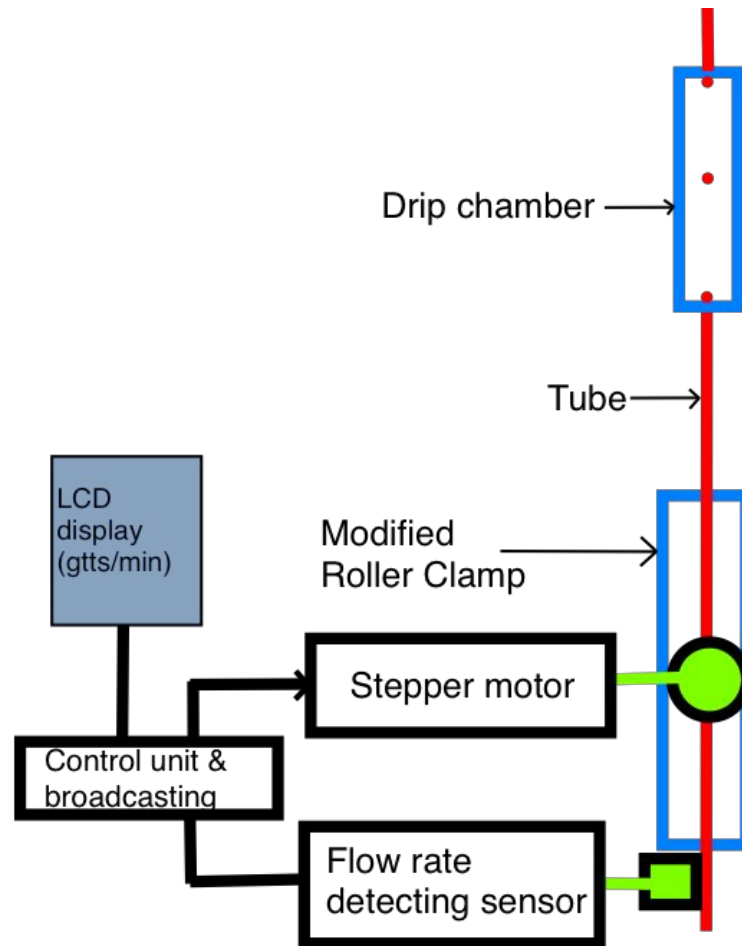 Drip chamber
Tube
LCD
display
(gtts/min)
Modified
Roller Clamp
Stepper motor
Control unit &
broadcasting
Flow rate
detecting sensor